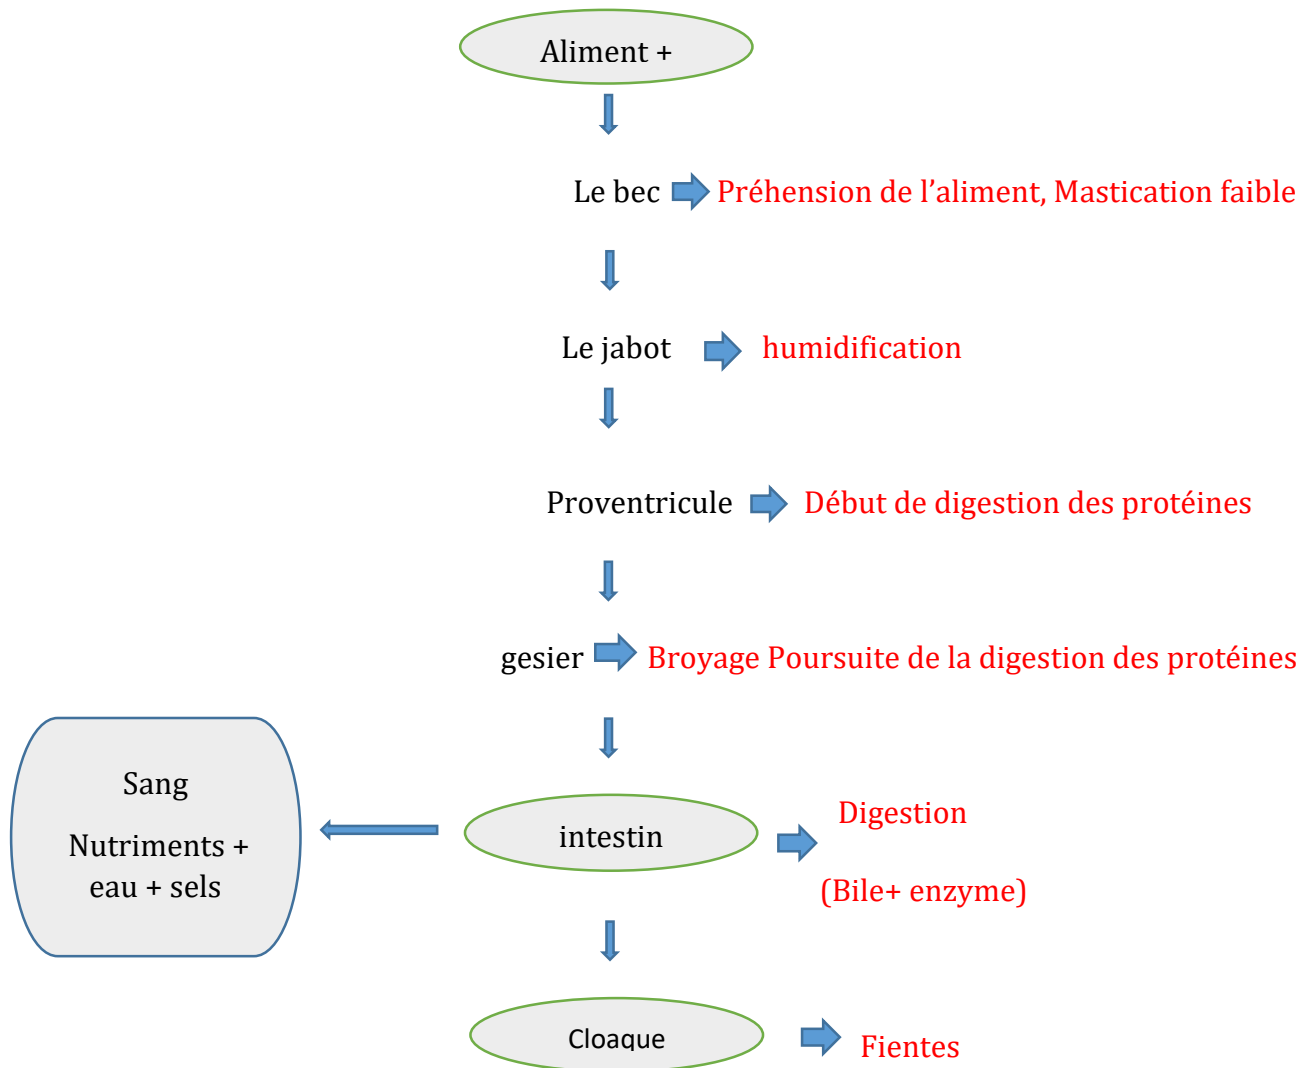 Aliment +
Le bec
Préhension de l’aliment, Mastication faible
Le jabot
humidification
Proventricule
Début de digestion des protéines
gesier
Broyage Poursuite de la digestion des protéines
Sang
Nutriments +
eau + sels
intestin
Digestion
(Bile+ enzyme)
Cloaque
Fientes